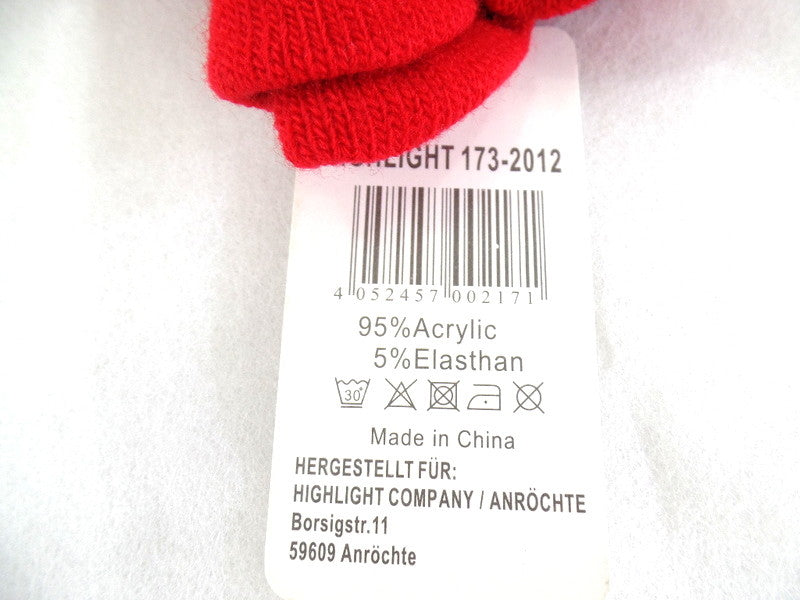 HIGHLIGHT 173-2012
4 052457 002171
95%Acrylic
5%Elasthan
30°
Made in China
HERGESTELLT FÜR:
HIGHLIGHT COMPANY / ANRÖCHTE
Borsigstr.11
59609 Anröchte